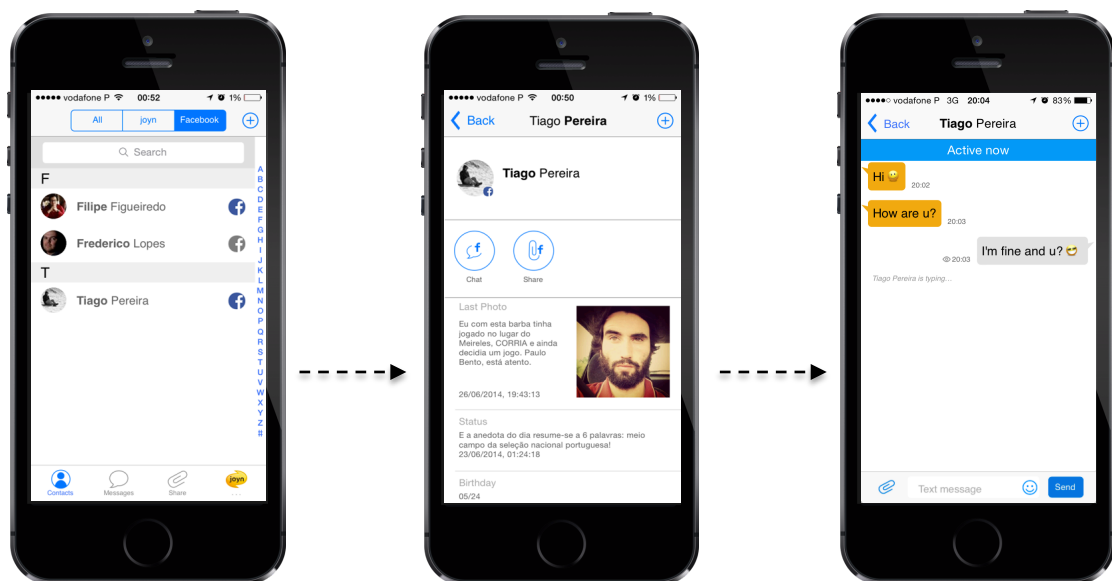 vodafone P 00:52 1%
All joyn Facebook
Search
F
Filipe Figueiredo
Frederico Lopes
T
Tiago Pereira
A
B
C
D
E
F
G
H
I
J
K
L
M
N
O
P
Q
R
S
T
U
V
W
X
Y
Z
#
joyn
Contacts Messages Share ...
vodafone P 00:50 1%
Back Tiago Pereira
Tiago Pereira
Chat Share
Last Photo
Eu com esta barba tinha
jogado no lugar do
Meireles, CORRIA e ainda
decidia um jogo. Paulo
Bento, está atento.
26/06/2014, 19:43:13
Status
E a anedota do dia resume-se a 6 palavras: meio
campo da seleção nacional portuguesa!
23/06/2014, 01:24:18
Birthday
05/24
vodafone P 3G 20:04 83%
Back Tiago Pereira
Active now
Hi 20:02
How are u? 20:03
20:03 I'm fine and u?
Tiago Pereira is typing...
Text message Send